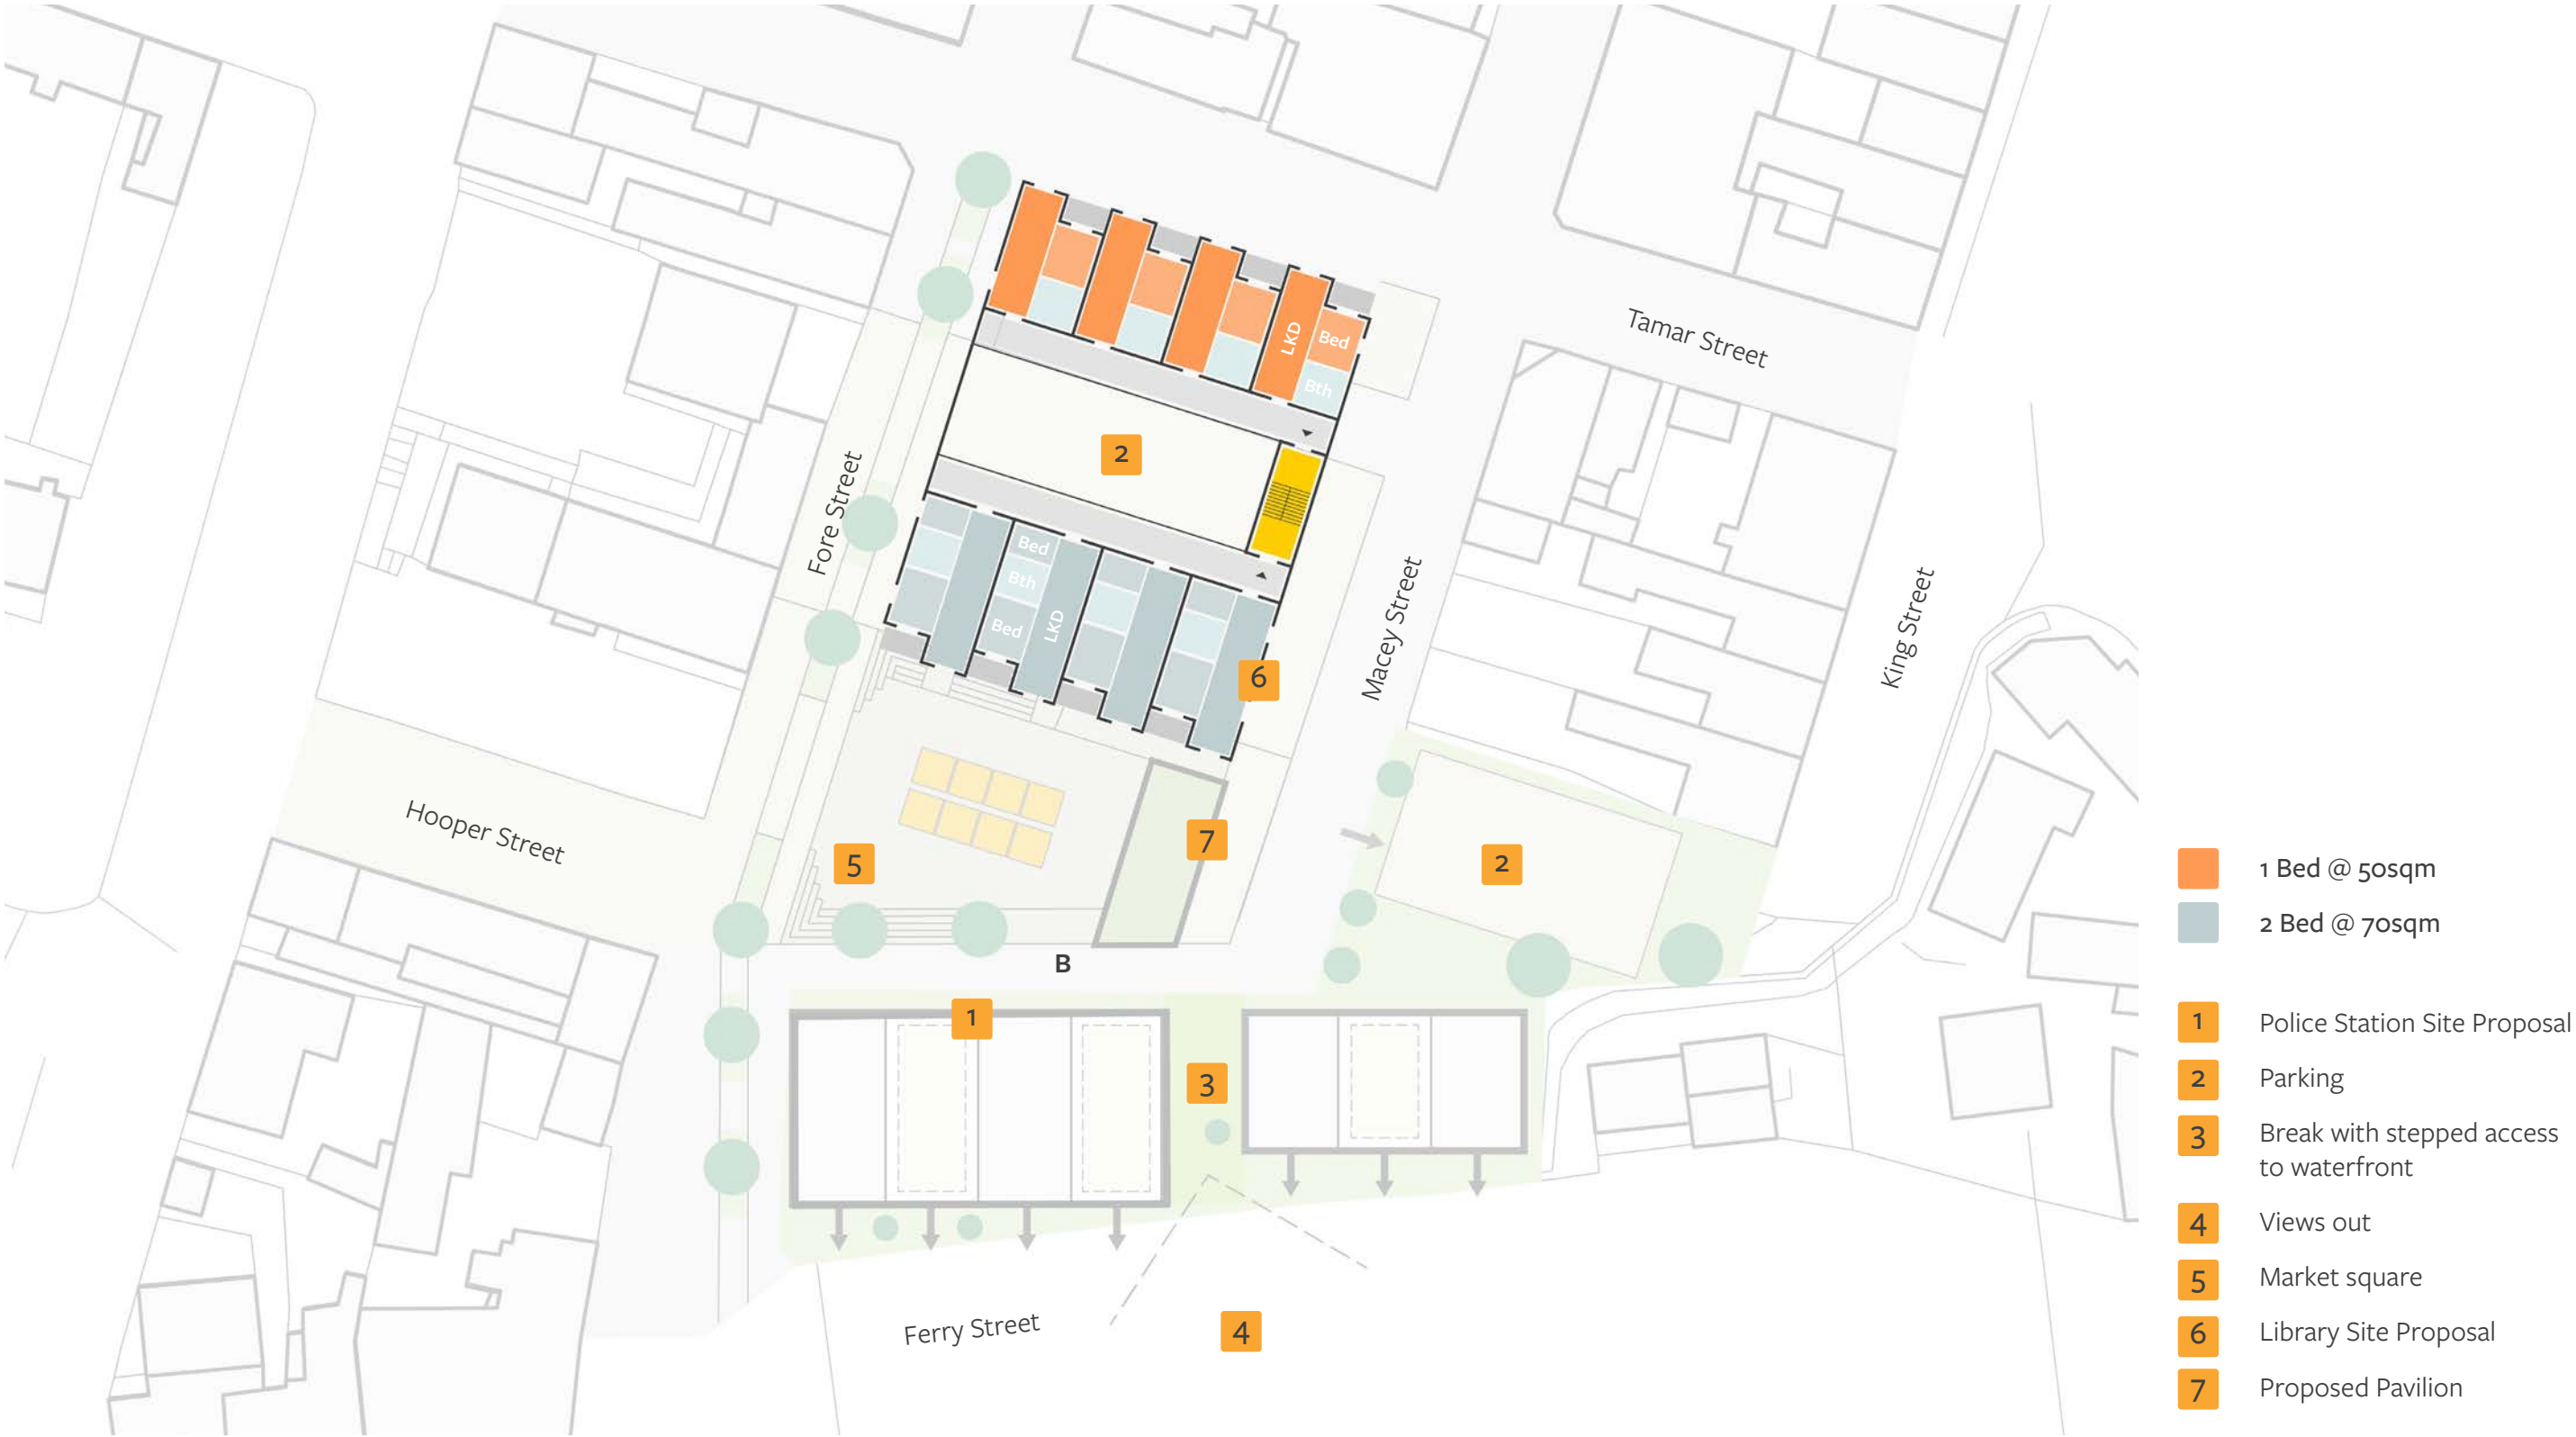 Tamar Street
LKD
Bed
Bth
2
Fore Street
Bed
Bth
Bed
LKD
6
Macey Street
King Street
Hooper Street
5
7
2
B
1
3
Ferry Street
4
1 Bed @ 50sqm
2 Bed @ 70sqm
1 Police Station Site Proposal
2 Parking
3 Break with stepped access
to waterfront
4 Views out
5 Market square
6 Library Site Proposal
7 Proposed Pavilion